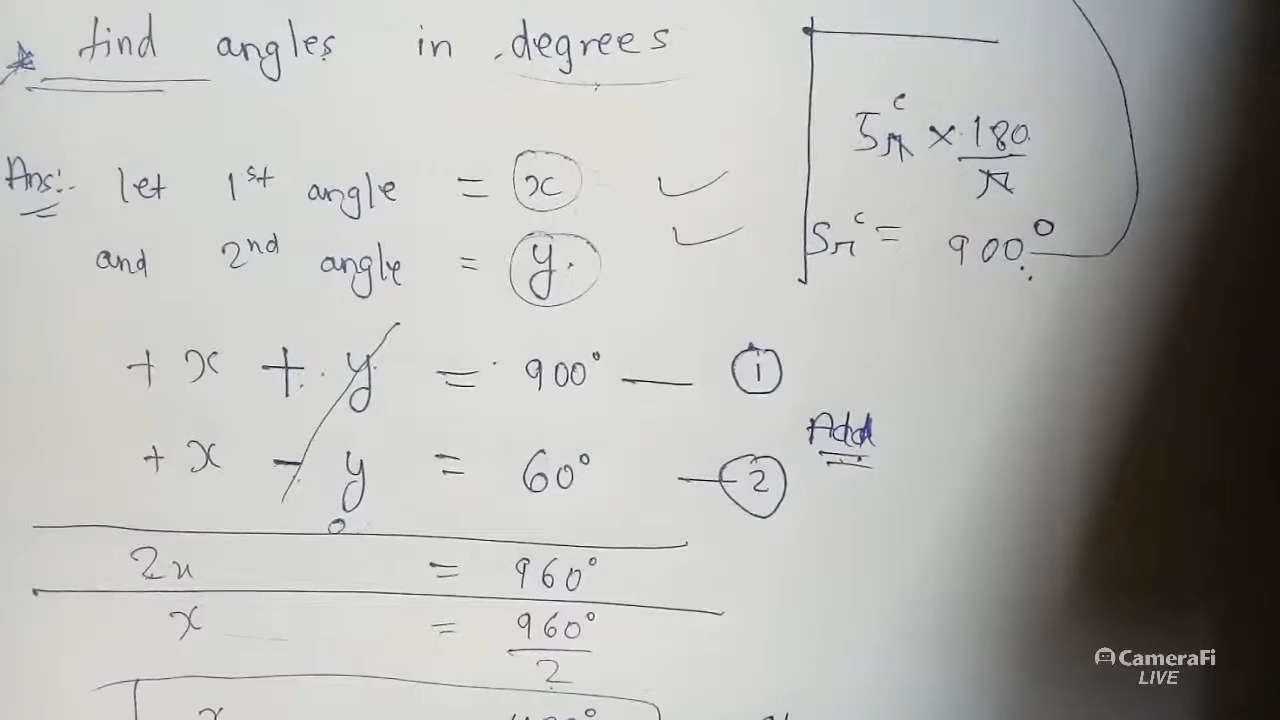 find angles in degrees
Ans:- let 1st angle = x
and 2nd angle = y.
+ x + y = 900° — ①
+ x - y = 60° — ②
Add
0
2x = 960°
x = 960°/2
x
5π^c × 180/π
5π^c = 900°
CameraFi
LIVE